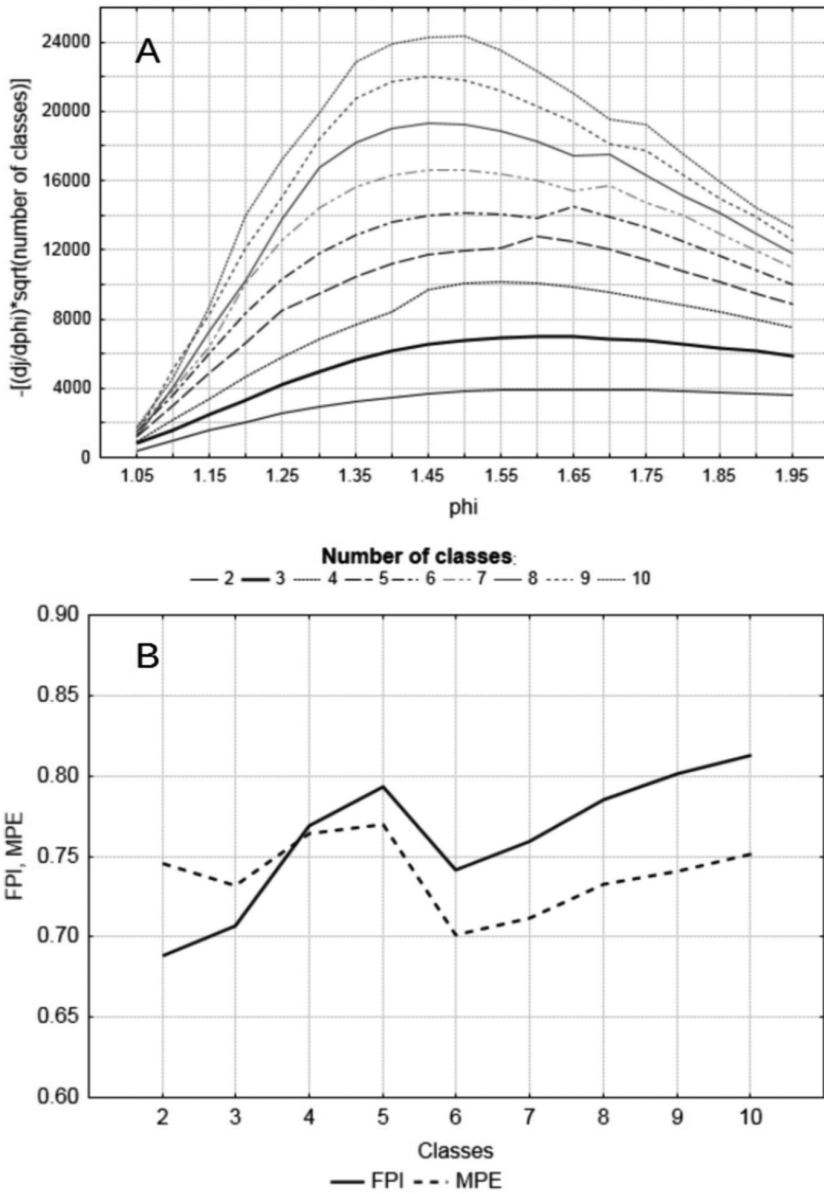 A
-[(dj/dphi)*sqrt(number of classes)]
24000
20000
16000
12000
8000
4000
0
1.05 1.15 1.25 1.35 1.45 1.55 1.65 1.75 1.85 1.95
phi
Number of classes:
2 3 4 5 6 7 8 9 10
B
FPI, MPE
0.90
0.85
0.80
0.75
0.70
0.65
0.60
2 3 4 5 6 7 8 9 10
Classes
FPI MPE